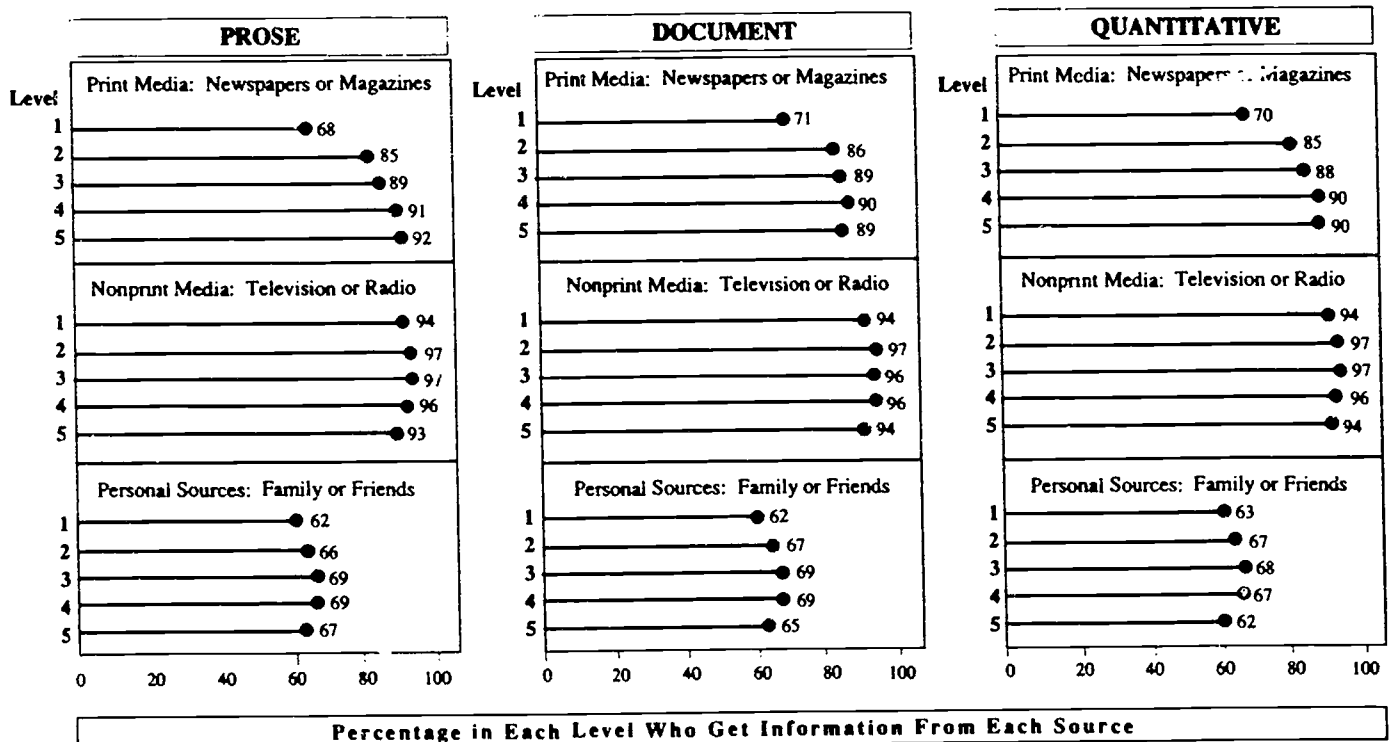 PROSE
Level
Print Media: Newspapers or Magazines
1 68
2 85
3 89
4 91
5 92
Nonprint Media: Television or Radio
1 94
2 97
3 97
4 96
5 93
Personal Sources: Family or Friends
1 62
2 66
3 69
4 69
5 67
0 20 40 60 80 100
DOCUMENT
Level
Print Media: Newspapers or Magazines
1 71
2 86
3 89
4 90
5 89
Nonprint Media: Television or Radio
1 94
2 97
3 96
4 96
5 94
Personal Sources: Family or Friends
1 62
2 67
3 69
4 69
5 65
0 20 40 60 80 100
QUANTITATIVE
Level
Print Media: Newspapers Magazines
1 70
2 85
3 88
4 90
5 90
Nonprint Media: Television or Radio
1 94
2 97
3 97
4 96
5 94
Personal Sources: Family or Friends
1 63
2 67
3 68
4 67
5 62
0 20 40 60 80 100
Percentage in Each Level Who Get Information From Each Source